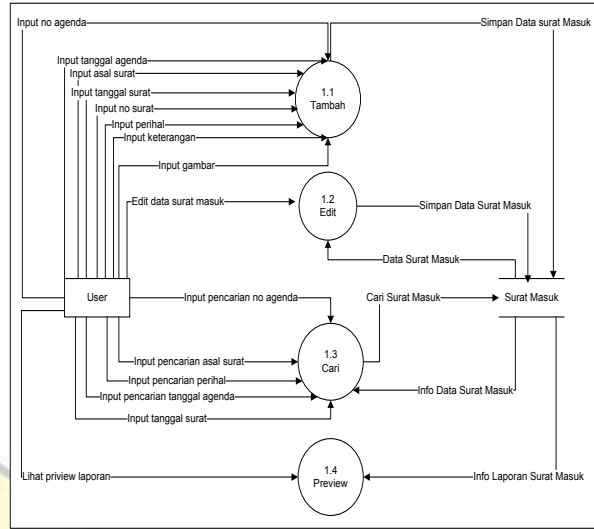 Input no agenda
Simpan Data surat Masuk
Input tanggal agenda
Input asal surat
Input tanggal surat
Input no surat
Input perihal
Input keterangan
Input gambar
1.1
Tambah
Edit data surat masuk
1.2
Edit
Simpan Data Surat Masuk
Data Surat Masuk
User
Input pencarian no agenda
Cari Surat Masuk
Surat Masuk
1.3
Cari
Input pencarian asal surat
Input pencarian perihal
Input pencarian tanggal agenda
Input tanggal surat
Info Data Surat Masuk
Lihat priview laporan
1.4
Preview
Info Laporan Surat Masuk